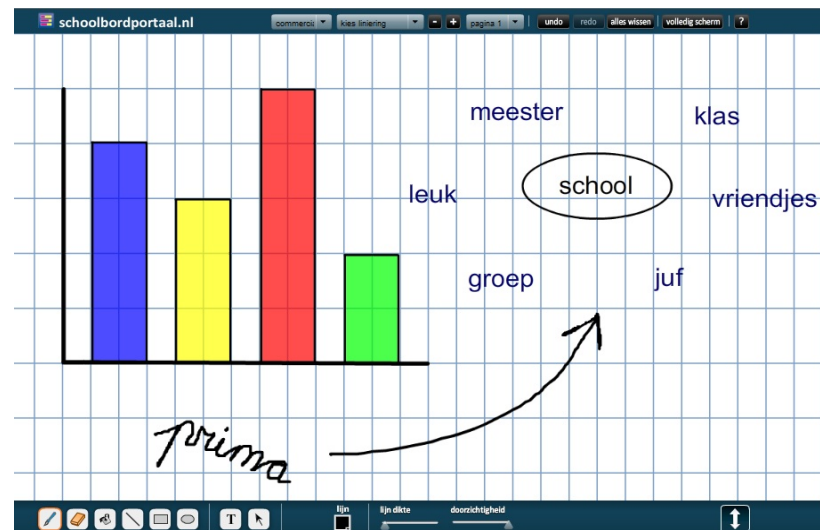 schoolbordportaal.nl commercië kies liniering - + pagina 1 undo redo alles wissen volledig scherm ?
meester
klas
school
leuk
vriendjes
groep
juf
prima
T lijn lijn dikte doorzichtigheid